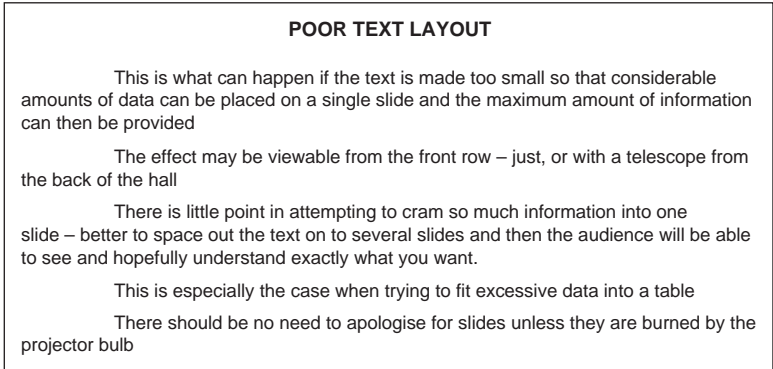 POOR TEXT LAYOUT
This is what can happen if the text is made too small so that considerable
amounts of data can be placed on a single slide and the maximum amount of information
can then be provided
The effect may be viewable from the front row – just, or with a telescope from
the back of the hall
There is little point in attempting to cram so much information into one
slide – better to space out the text on to several slides and then the audience will be able
to see and hopefully understand exactly what you want.
This is especially the case when trying to fit excessive data into a table
There should be no need to apologise for slides unless they are burned by the
projector bulb